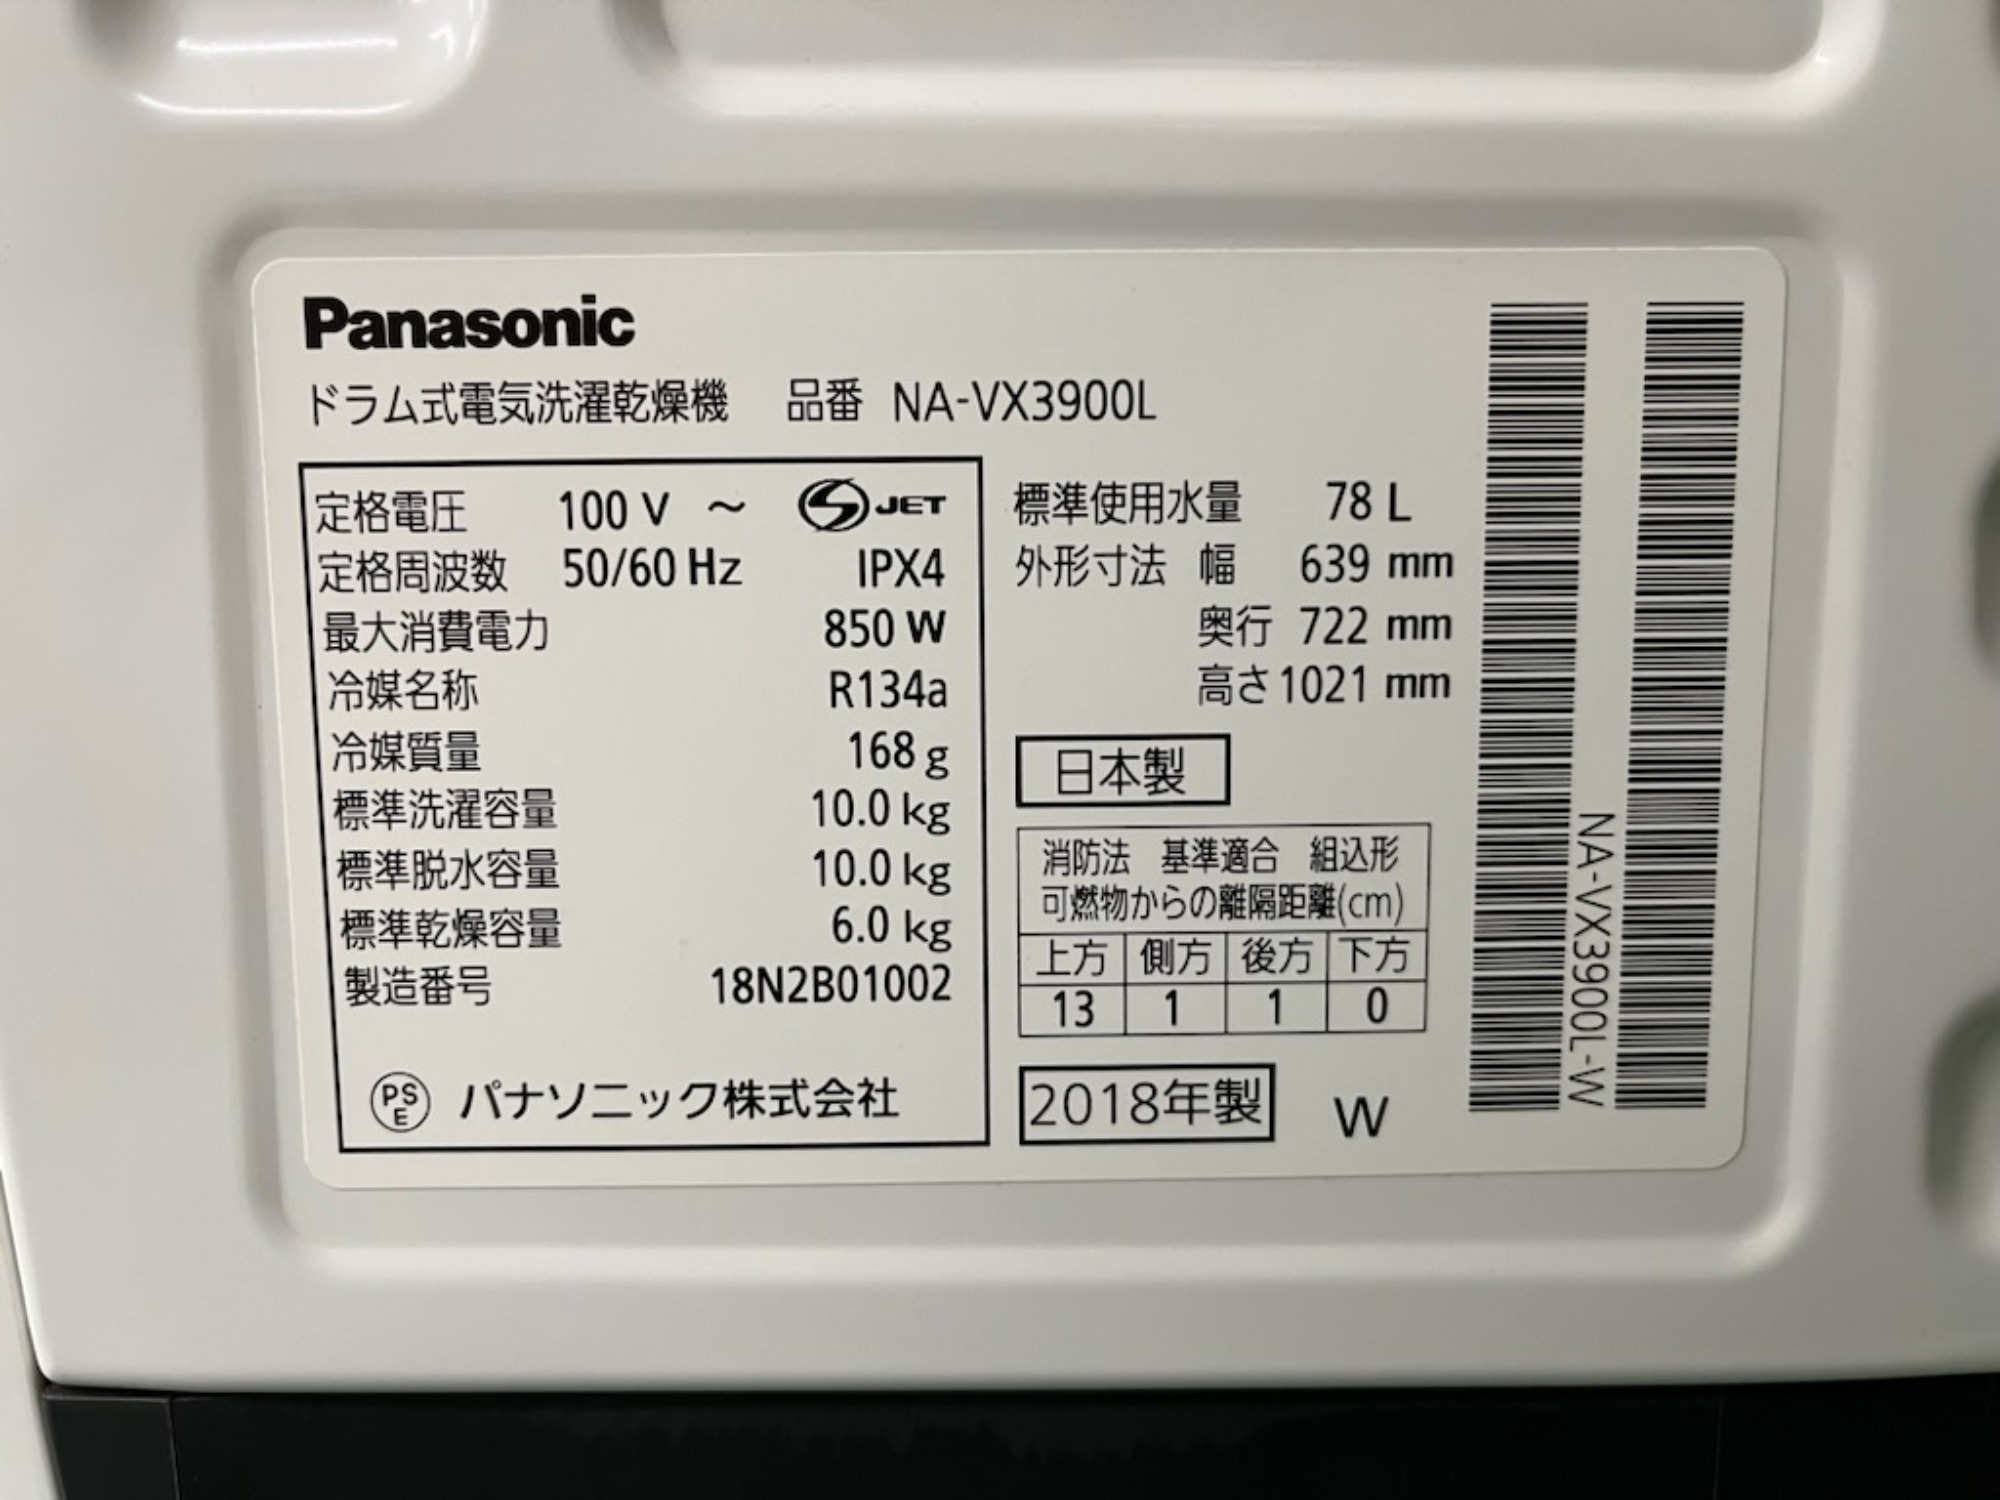 Panasonic
ドラム式電気洗濯乾燥機 品番 NA-VX3900L
定格電圧 100 V ～ JET
定格周波数 50/60 Hz IPX4
最大消費電力 850 W
冷媒名称 R134a
冷媒質量 168 g
標準洗濯容量 10.0 kg
標準脱水容量 10.0 kg
標準乾燥容量 6.0 kg
製造番号 18N2B01002
PSE パナソニック株式会社
標準使用水量 78 L
外形寸法 幅 639 mm
奥行 722 mm
高さ 1021 mm
日本製
消防法 基準適合 組込形
可燃物からの離隔距離(cm)
上方 側方 後方 下方
13 1 1 0
2018年製 W
NA-VX3900L-W